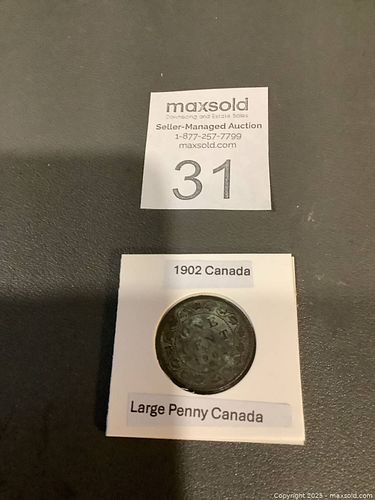 maxsold
Downsizing and Estate Sales
Seller-Managed Auction
1-877-257-7799
maxsold.com
31
1902 Canada
Large Penny Canada
Copyright 2025 - maxsold.com